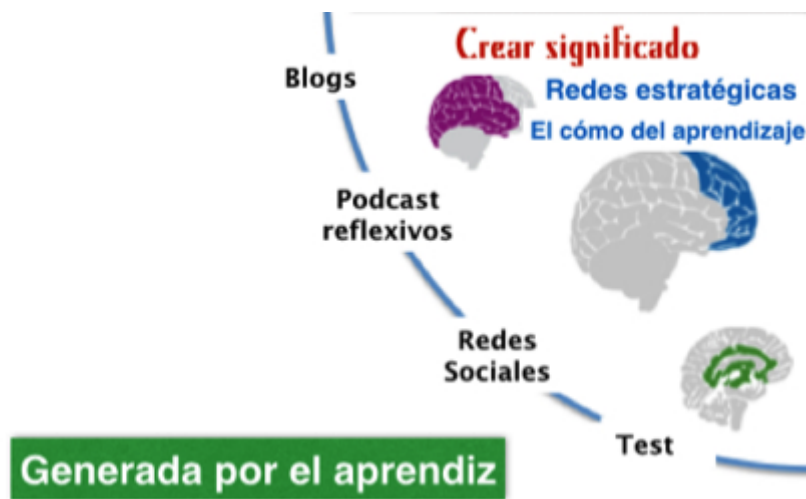 Crear significado
Blogs
Redes estratégicas
El cómo del aprendizaje
Podcast
reflexivos
Redes
Sociales
Test
Generada por el aprendiz